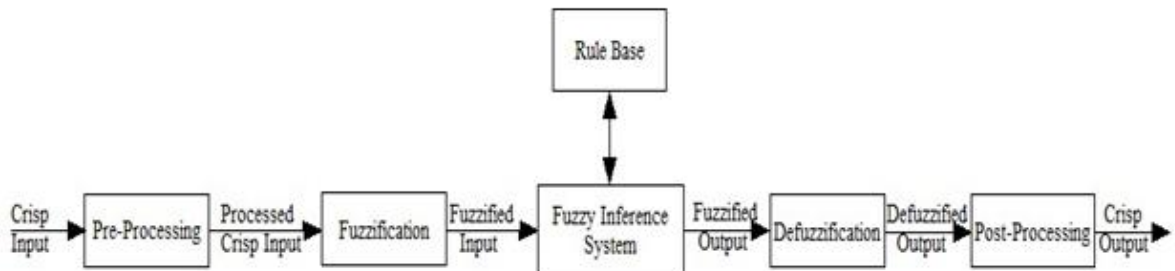 Rule Base
Crisp
Input
Pre-Processing
Processed
Crisp Input
Fuzzification
Fuzzified
Input
Fuzzy Inference
System
Fuzzified
Output
Defuzzification
Defuzzified
Output
Post-Processing
Crisp
Output